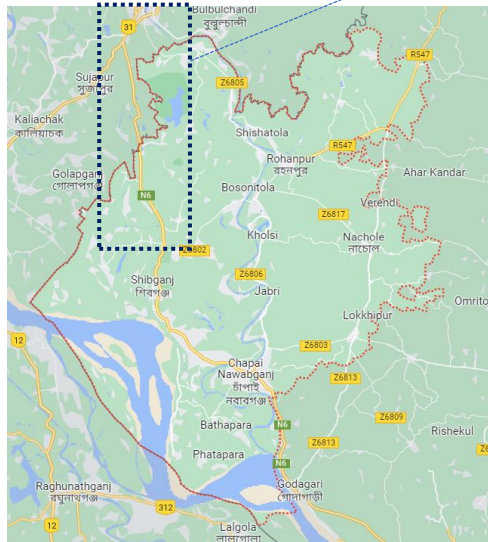 Bulbulchandi
বুলবুলচান্দী
31
Sujapur
সুজাপুর
Z6805
R547
Kaliachak
কালিয়াচক
Shishatola
R547
Rohanpur
রহনপুর
Golapganj
গোলাপগঞ্জ
Ahar Kandar
N6
Bosonitola
Verendi
Z6817
Kholsi
Nachole
নাচোল
Z6802
Shibganj
শিবগঞ্জ
Z6806
Jabri
Omrito
Lokkhipur
12
Z6803
Chapai
Nawabganj
চাঁপাই
নবাবগঞ্জ
Z6813
Z6809
Bathapara
N6
Z6813
Rishekul
Phatapara
N6
Raghunathganj
রঘুনাথগঞ্জ
Godagari
গোদাগাড়ী
312
12
Lalgola
লালগোলা